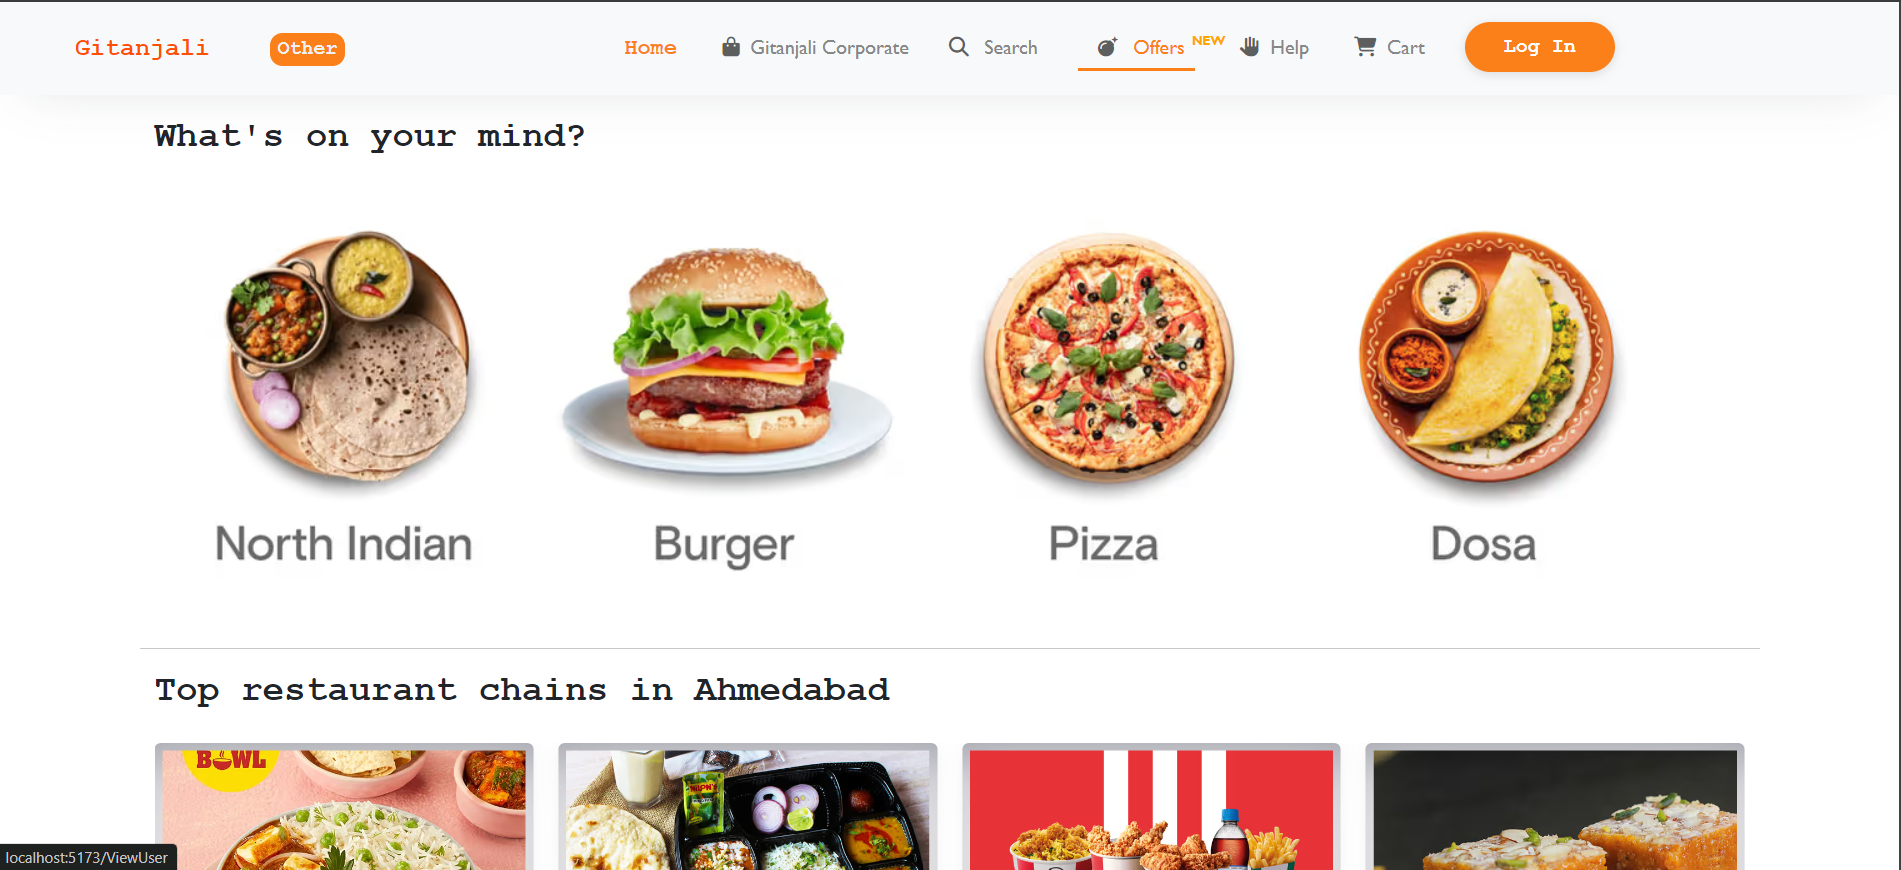 Gitanjali Other Home Gitanjali Corporate Search Offers NEW Help Cart Log In
What's on your mind?
North Indian Burger Pizza Dosa
Top restaurant chains in Ahmedabad
BOWL
NILON'S
localhost:5173/ViewUser